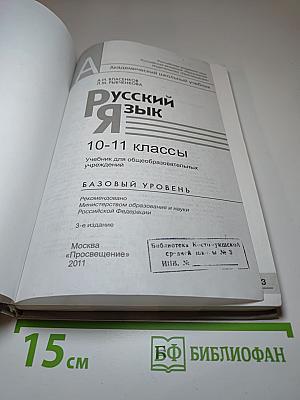 Академический школьный учебник
А.И. ВЛАСЕНКОВ
Л.М. РЫБЧЕНКОВА
РУССКИЙ
ЯЗЫК
10-11 классы
Учебник для общеобразовательных
учреждений
БАЗОВЫЙ УРОВЕНЬ
Рекомендовано
Министерством образования и науки
Российской Федерации
3-е издание
Москва
«Просвещение»
2011
Библиотека
школы № 3
ИНВ. №
3
15 см
БФ БИБЛИОФАН